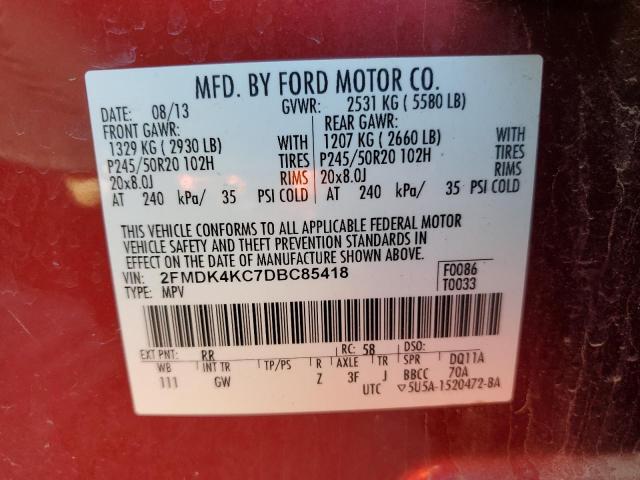 MFD. BY FORD MOTOR CO.
DATE: 08/13 GVWR: 2531 KG ( 5580 LB)
FRONT GAWR: REAR GAWR:
1329 KG ( 2930 LB) WITH 1207 KG ( 2660 LB) WITH
P245/50R20 102H TIRES P245/50R20 102H TIRES
20x8.0J RIMS 20x8.0J RIMS
AT 240 kPa/ 35 PSI COLD AT 240 kPa/ 35 PSI COLD
THIS VEHICLE CONFORMS TO ALL APPLICABLE FEDERAL MOTOR
VEHICLE SAFETY AND THEFT PREVENTION STANDARDS IN
EFFECT ON THE DATE OF MANUFACTURE SHOWN ABOVE.
VIN: 2FMDK4KC7DBC85418 F0086
TYPE: MPV T0033
EXT PNT: RR RC: 58 DSO:
WB INT TR TP/PS R AXLE TR SPR DQ11A
111 GW Z 3F J BBCC 70A
UTC ▽5U5A-1520472-BA